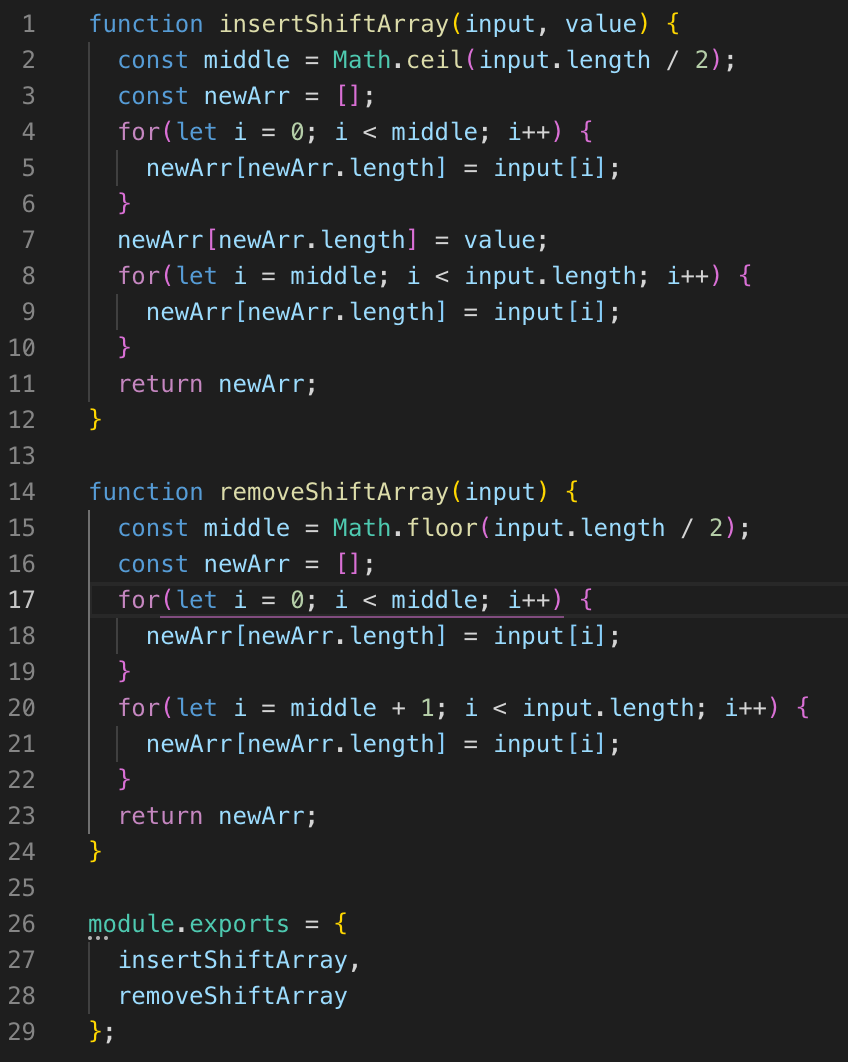 1 function insertShiftArray(input, value) {
2 const middle = Math.ceil(input.length / 2);
3 const newArr = [];
4 for(let i = 0; i < middle; i++) {
5 newArr[newArr.length] = input[i];
6 }
7 newArr[newArr.length] = value;
8 for(let i = middle; i < input.length; i++) {
9 newArr[newArr.length] = input[i];
10 }
11 return newArr;
12 }
13
14 function removeShiftArray(input) {
15 const middle = Math.floor(input.length / 2);
16 const newArr = [];
17 for(let i = 0; i < middle; i++) {
18 newArr[newArr.length] = input[i];
19 }
20 for(let i = middle + 1; i < input.length; i++) {
21 newArr[newArr.length] = input[i];
22 }
23 return newArr;
24 }
25
26 module.exports = {
27 insertShiftArray,
28 removeShiftArray
29 };